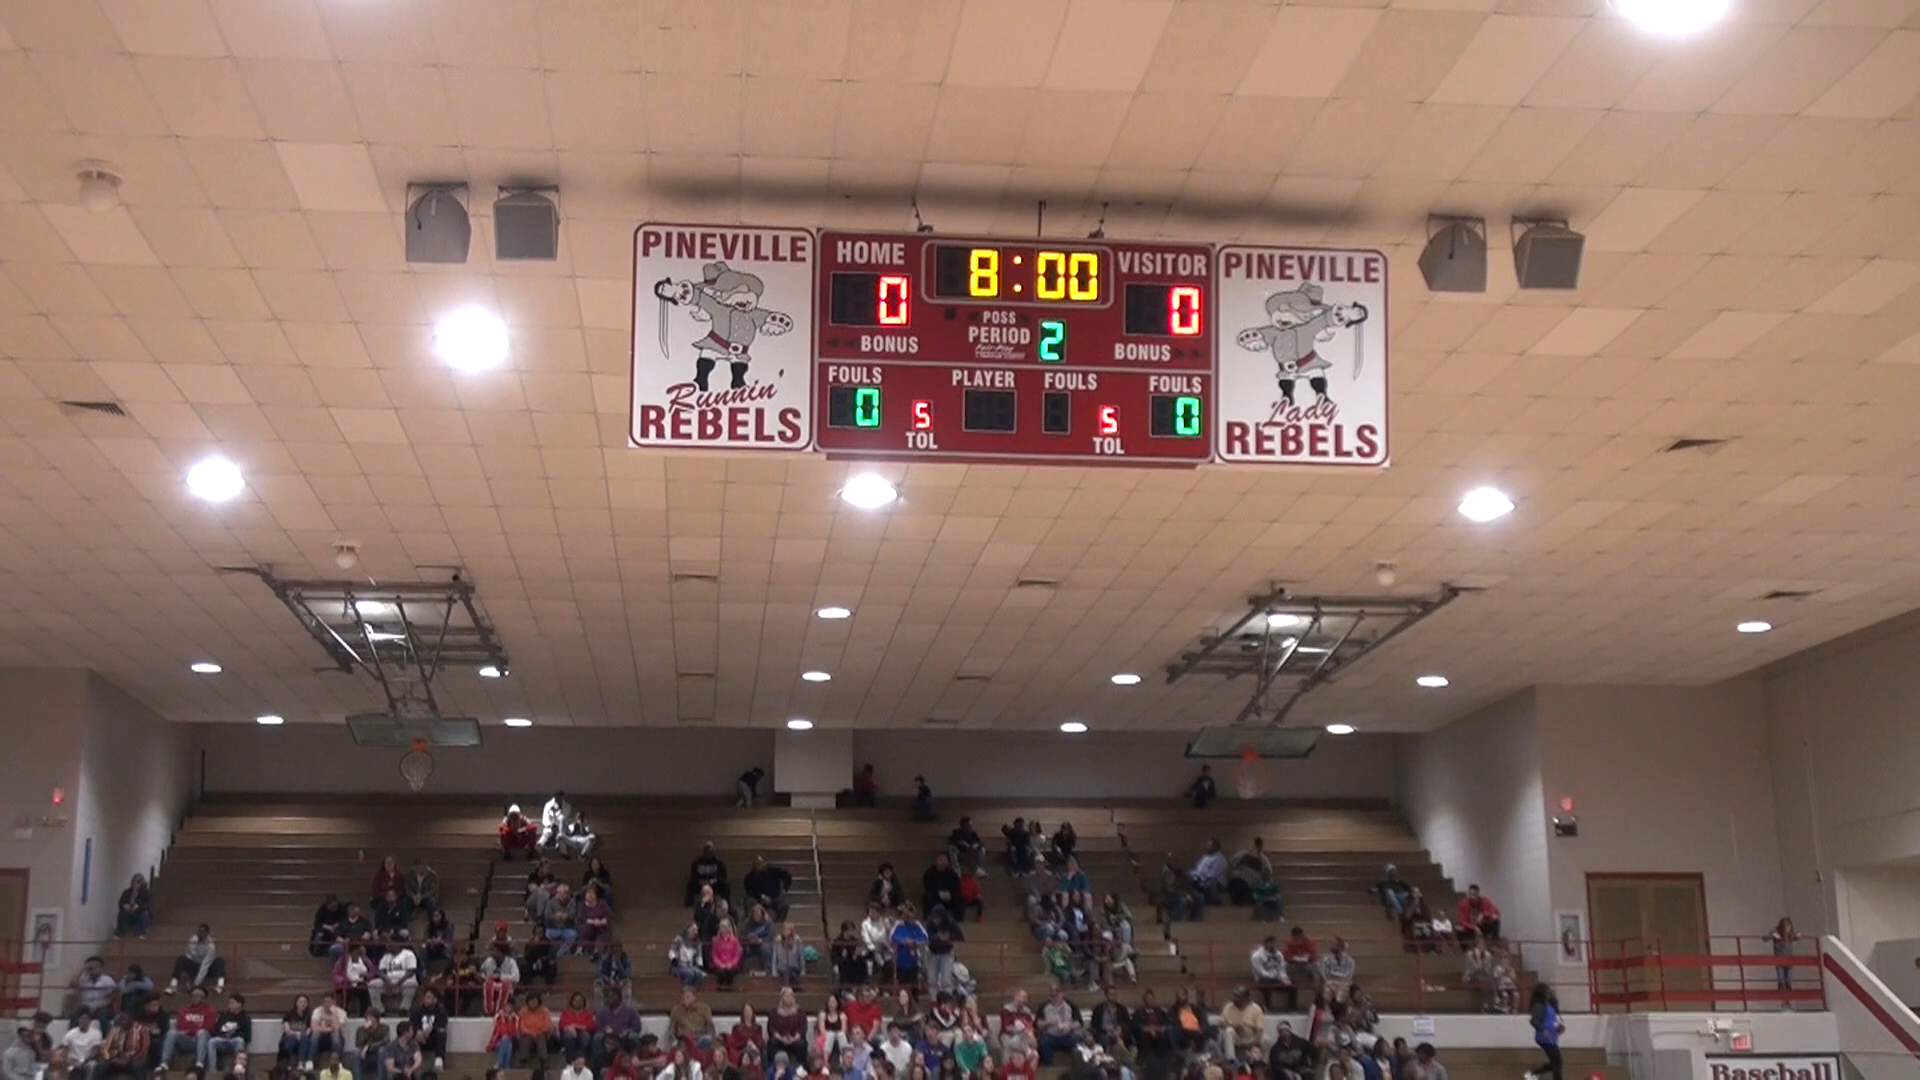 PINEVILLE
Runnin'
REBELS
HOME
8:00
VISITOR
0
0
POSS
PERIOD 2
BONUS
BONUS
FOULS
PLAYER
FOULS
FOULS
0
5
5
0
TOL
TOL
PINEVILLE
Lady
REBELS
Baseball